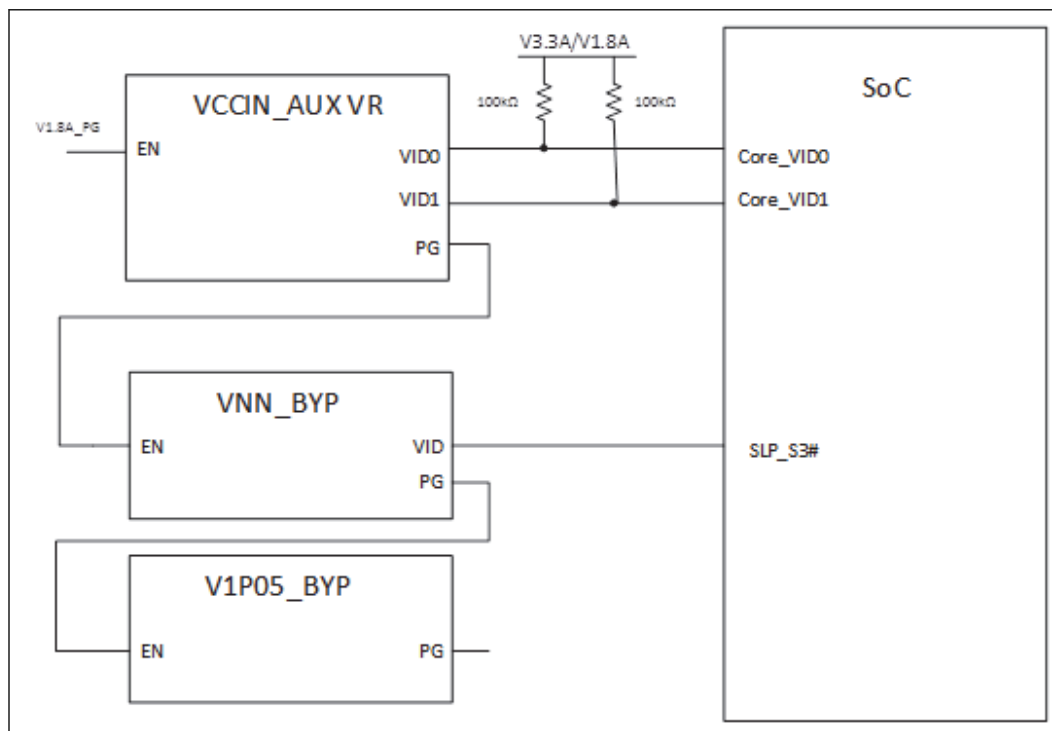 V3.3A/V1.8A
100kΩ
100kΩ
VCCIN_AUX VR
V1.8A_PG
EN
VID0
VID1
PG
SoC
Core_VID0
Core_VID1
VNN_BYP
EN
VID
PG
SLP_S3#
V1P05_BYP
EN
PG